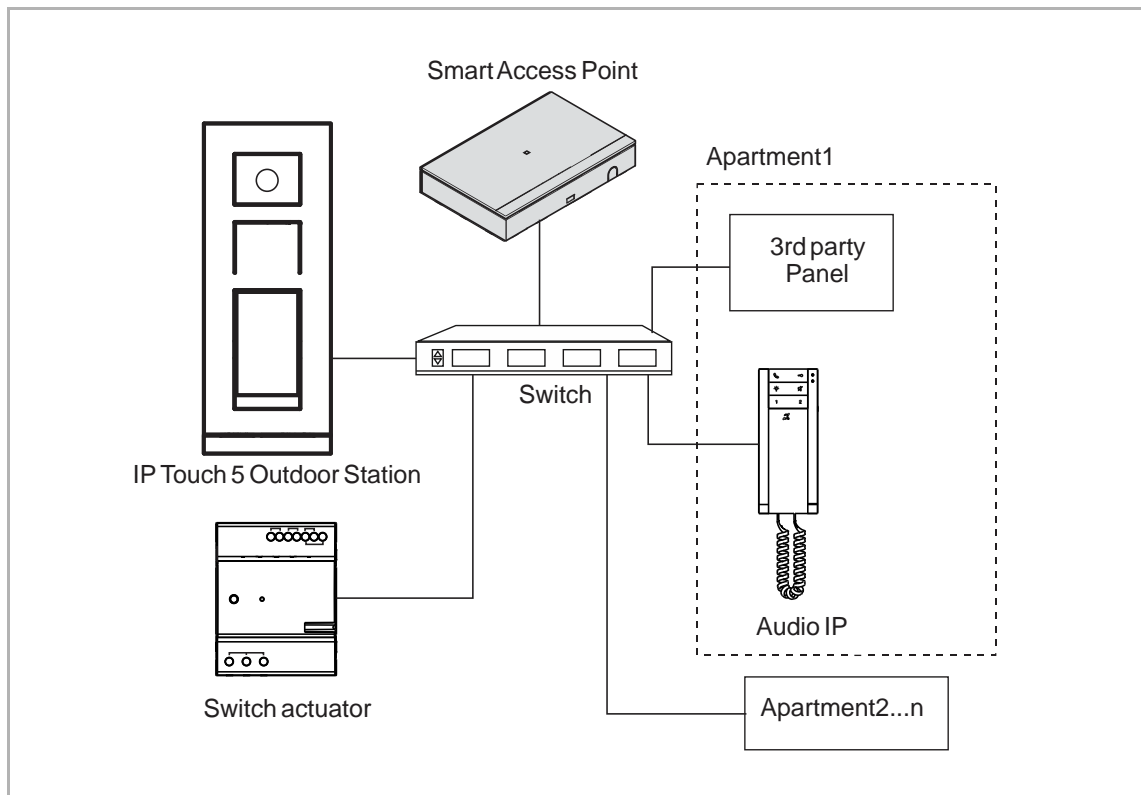 Smart Access Point
Apartment1
3rd party
Panel
Switch
IP Touch 5 Outdoor Station
Audio IP
Switch actuator
Apartment2...n